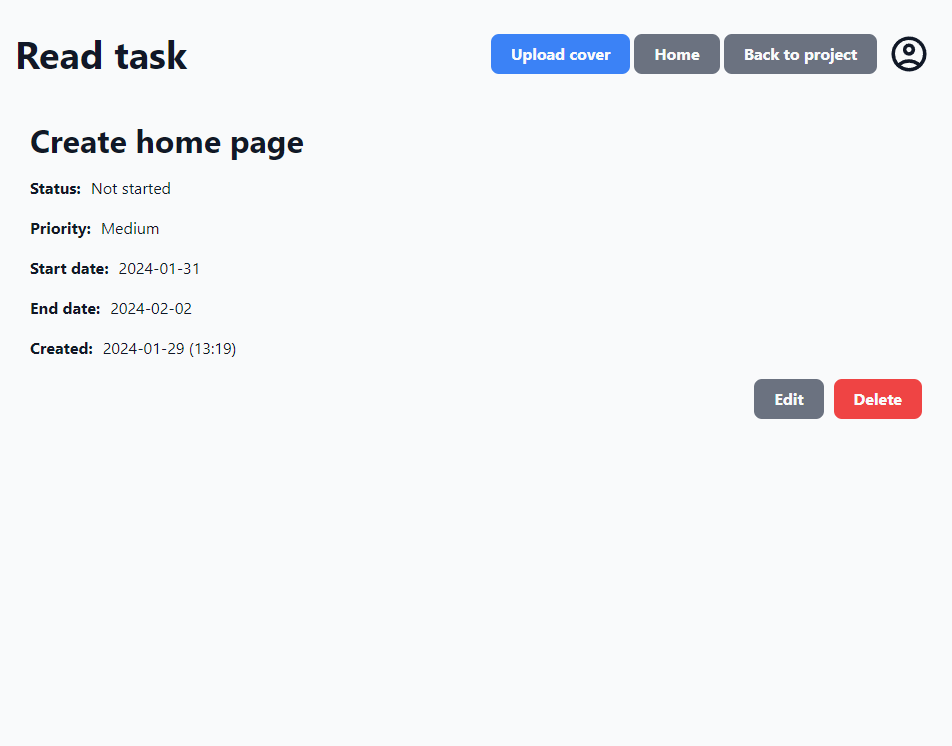 Read task
Upload cover
Home
Back to project
Create home page
Status: Not started
Priority: Medium
Start date: 2024-01-31
End date: 2024-02-02
Created: 2024-01-29 (13:19)
Edit
Delete